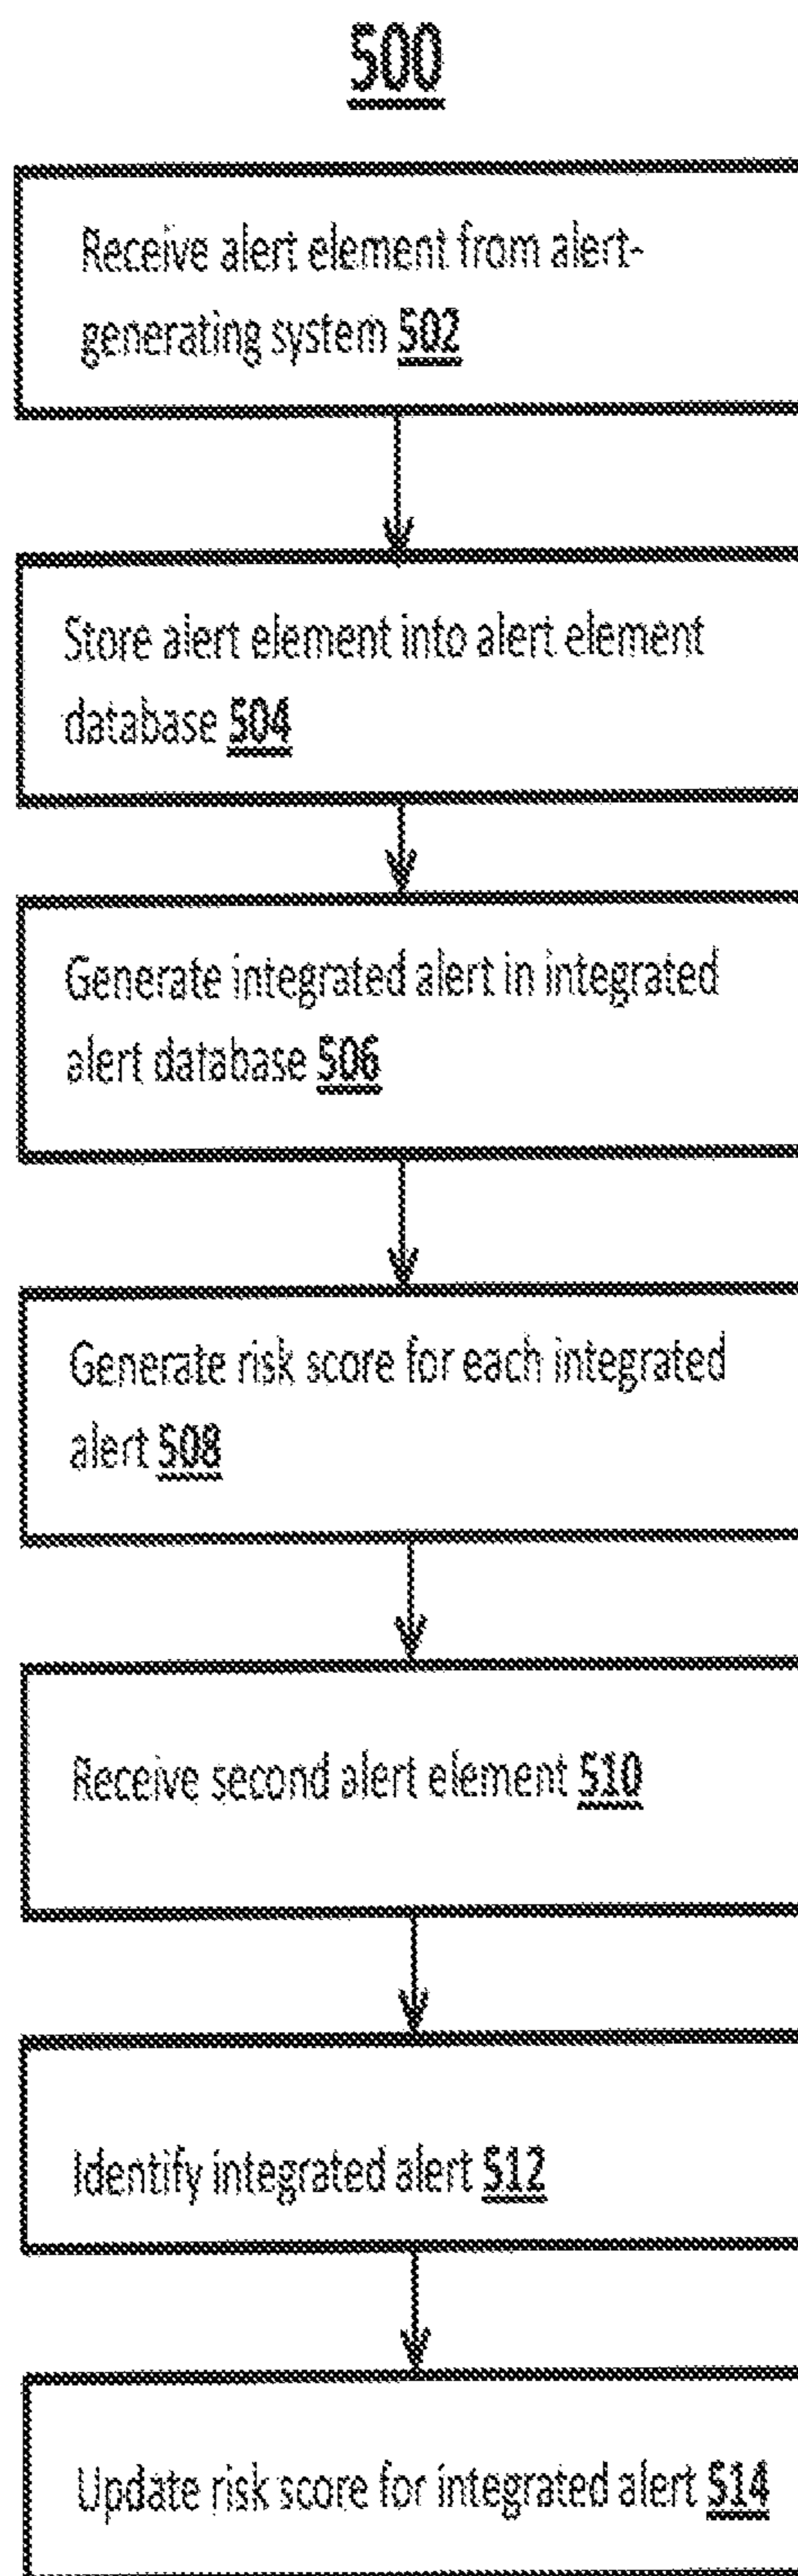 500
Receive alert element from alert-
generating system 502
Store alert element into alert element
database 504
Generate integrated alert in integrated
alert database 506
Generate risk score for each integrated
alert 508
Receive second alert element 510
Identify integrated alert 512
Update risk score for integrated alert 514